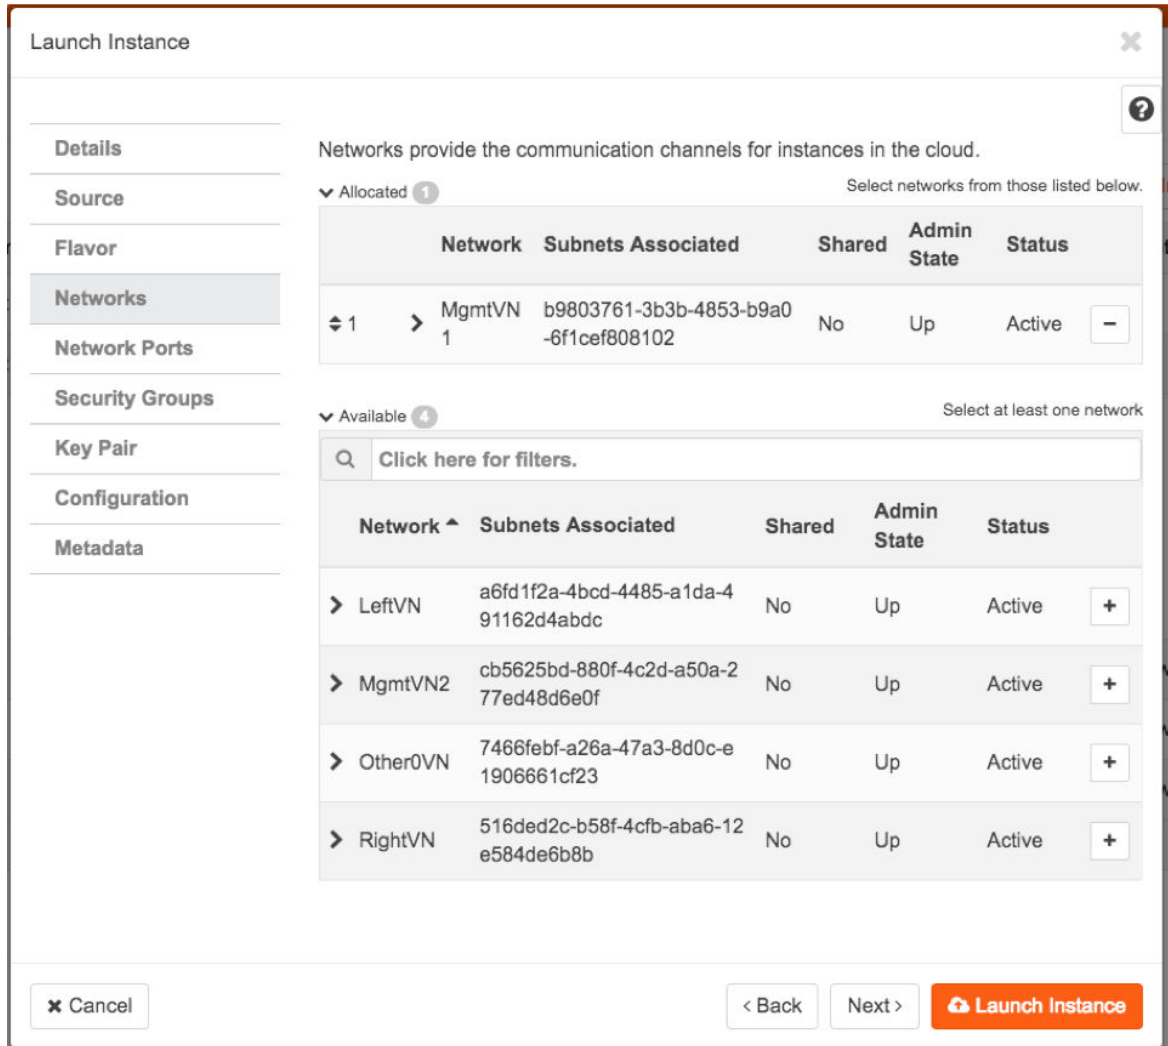 Launch Instance
Details
Source
Flavor
Networks
Network Ports
Security Groups
Key Pair
Configuration
Metadata
Networks provide the communication channels for instances in the cloud.
Allocated 1 Select networks from those listed below.
Network Subnets Associated Shared Admin State Status
1 MgmtVN
1 b9803761-3b3b-4853-b9a0
-6f1cef808102 No Up Active
Available 4 Select at least one network
Click here for filters.
Network Subnets Associated Shared Admin State Status
LeftVN a6fd1f2a-4bcd-4485-a1da-4
91162d4abdc No Up Active
MgmtVN2 cb5625bd-880f-4c2d-a50a-2
77ed48d6e0f No Up Active
Other0VN 7466febf-a26a-47a3-8d0c-e
1906661cf23 No Up Active
RightVN 516ded2c-b58f-4cfb-aba6-12
e584de6b8b No Up Active
Cancel
< Back Next > Launch Instance